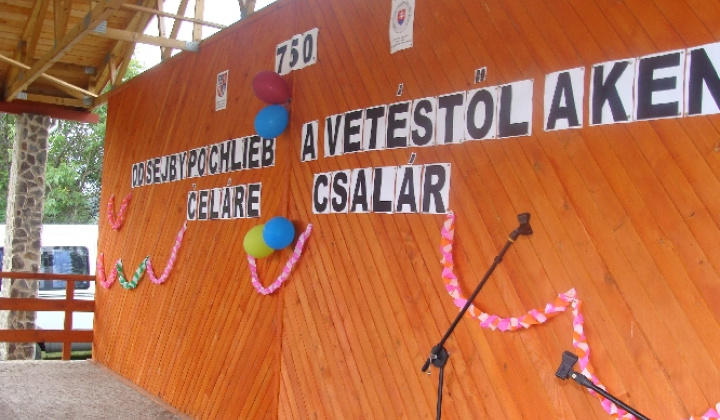 750
OD SEJBY PO CHLIEB
ČELÁRE
A VETÉSTŐL A KEN
CSALÁR